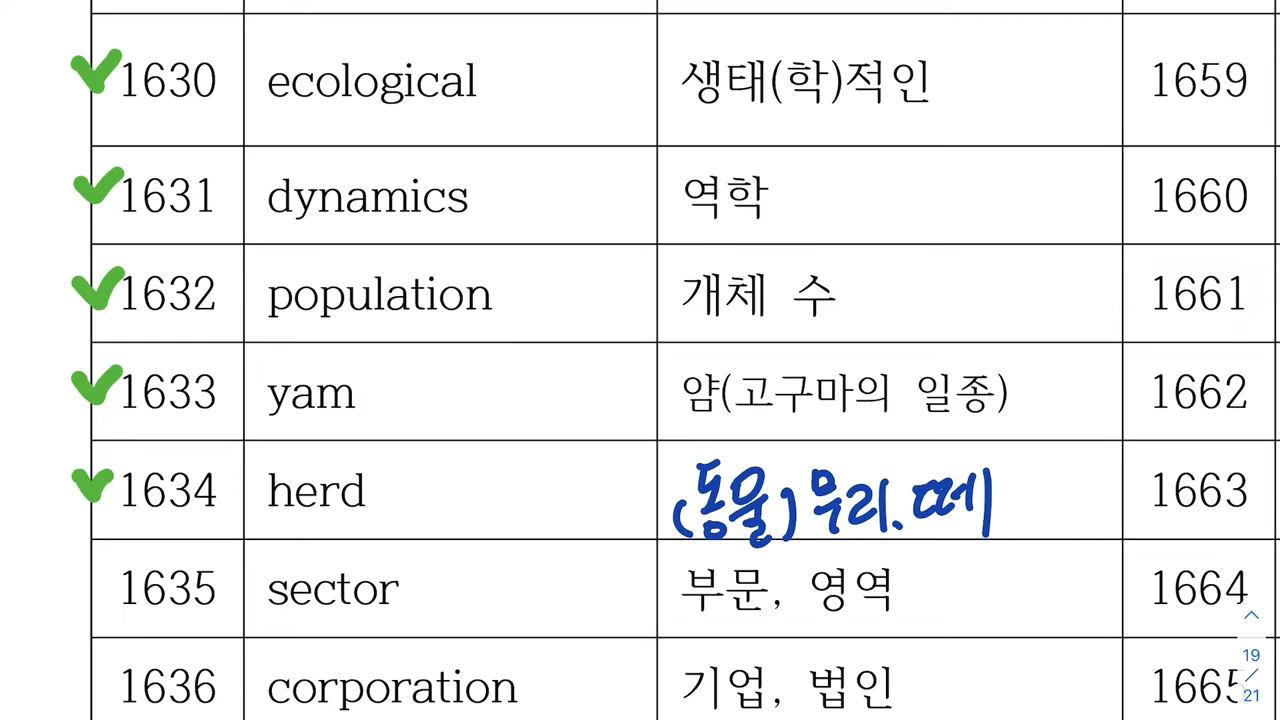 1630 ecological 생태(학)적인 1659
1631 dynamics 역학 1660
1632 population 개체 수 1661
1633 yam 얌(고구마의 일종) 1662
1634 herd (동물) 무리. 떼 1663
1635 sector 부문, 영역 1664
1636 corporation 기업, 법인 1665
19
/
21